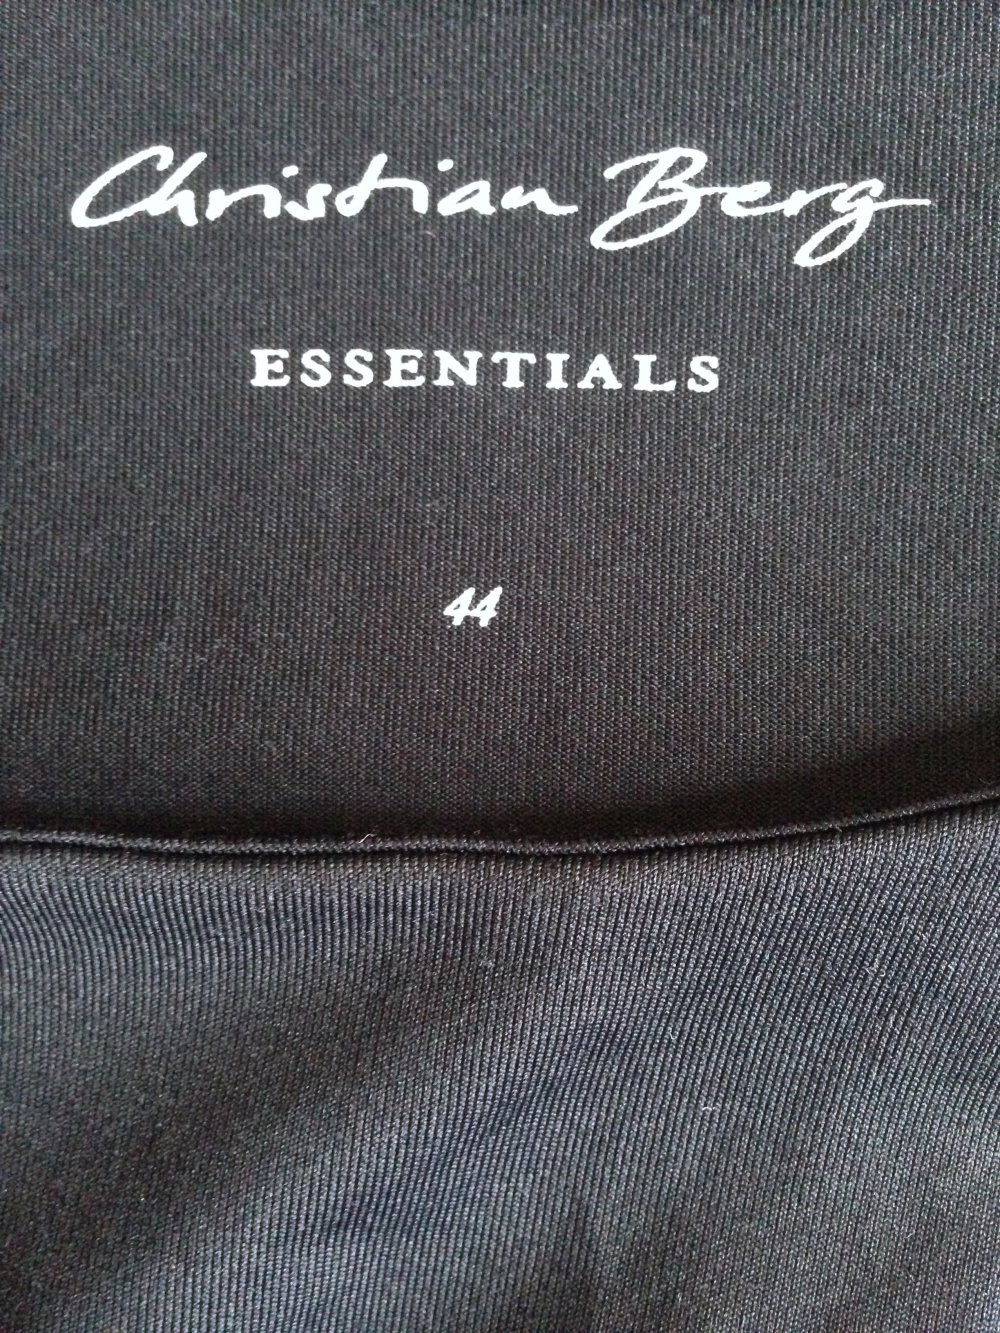 Christian Berg
ESSENTIALS
44